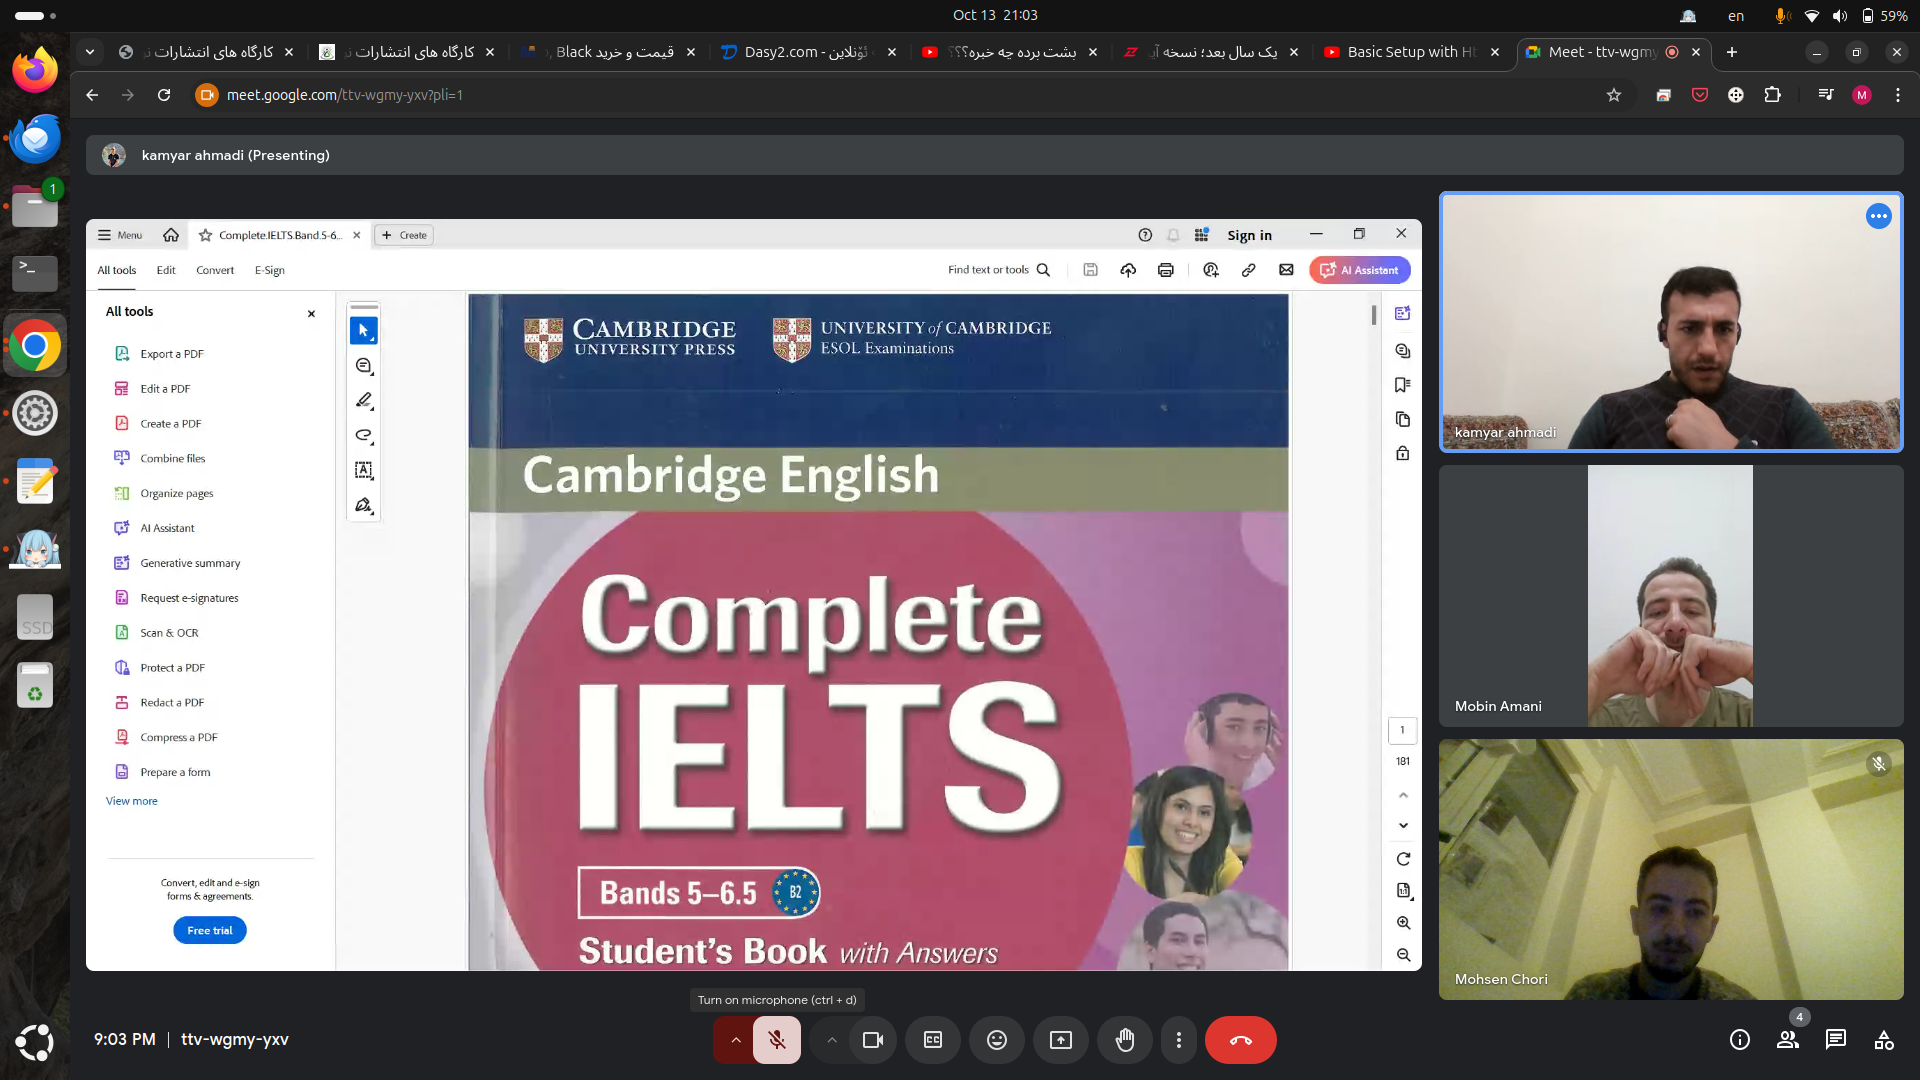 Oct 13 21:03
en
59%
کارگاه های انتشارات
کارگاه های انتشارات
قیمت و خرید Black
Dasy2.com - ئۆنلاین
پشت پرده چه خبره؟؟؟
یک سال بعد؛ نسخه
Basic Setup with
Meet - ttv-wgmy
meet.google.com/ttv-wgmy-yxv?pli=1
M
kamyar ahmadi (Presenting)
1
Menu
Complete.IELTS.Band.5-6...
Create
Sign in
All tools
Edit
Convert
E-Sign
Find text or tools
AI Assistant
All tools
Export a PDF
Edit a PDF
Create a PDF
Combine files
Organize pages
AI Assistant
Generative summary
Request e-signatures
Scan & OCR
Protect a PDF
Redact a PDF
Compress a PDF
Prepare a form
View more
Convert, edit and e-sign
forms & agreements.
Free trial
CAMBRIDGE
UNIVERSITY PRESS
UNIVERSITY of CAMBRIDGE
ESOL Examinations
Cambridge English
Complete
IELTS
Bands 5–6.5
B2
Student's Book with Answers
1
181
kamyar ahmadi
Mobin Amani
Mohsen Chori
SSD
Turn on microphone (ctrl + d)
9:03 PM | ttv-wgmy-yxv
4